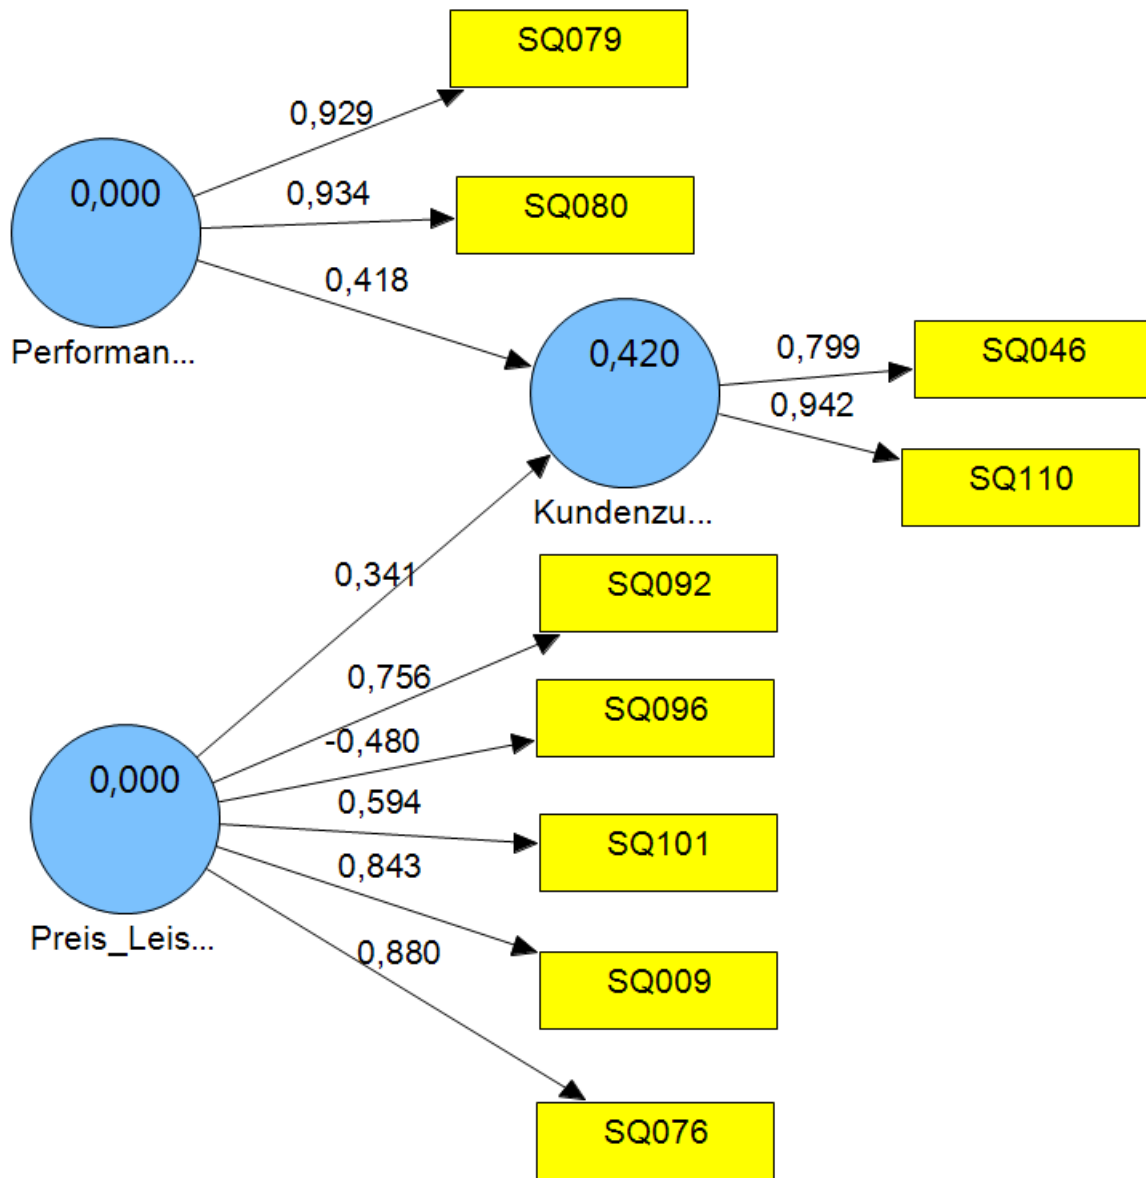 SQ079
0,929
0,000
0,934
SQ080
0,418
Performan...
0,420
0,799
SQ046
0,942
SQ110
Kundenzu...
0,341
SQ092
0,756
SQ096
-0,480
0,000
0,594
SQ101
0,843
Preis_Leis...
0,880
SQ009
SQ076